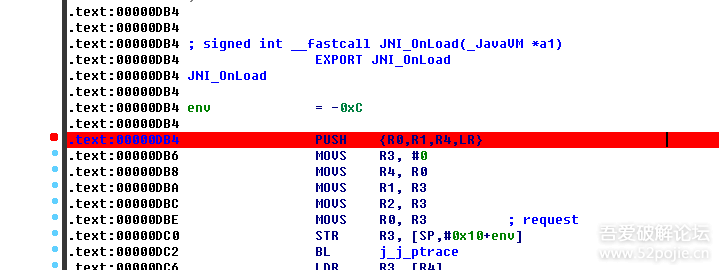 .text:00000DB4
.text:00000DB4
.text:00000DB4 ; signed int __fastcall JNI_OnLoad(_JavaVM *a1)
.text:00000DB4 EXPORT JNI_OnLoad
.text:00000DB4 JNI_OnLoad
.text:00000DB4
.text:00000DB4 env = -0xC
.text:00000DB4
.text:00000DB4 PUSH {R0,R1,R4,LR}
.text:00000DB6 MOVS R3, #0
.text:00000DB8 MOVS R4, R0
.text:00000DBA MOVS R1, R3
.text:00000DBC MOVS R2, R3
.text:00000DBE MOVS R0, R3 ; request
.text:00000DC0 STR R3, [SP,#0x10+env]
.text:00000DC2 BL j_j_ptrace
.text:00000DC6 LDR R3, [R4]
吾爱破解论坛
www.52pojie.cn